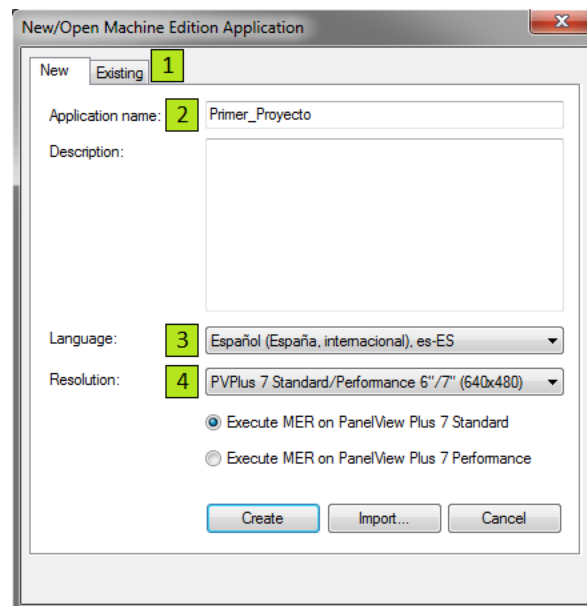 New/Open Machine Edition Application
New Existing 1
Application name: 2 Primer_Proyecto
Description:
Language: 3 Español (España, internacional), es-ES
Resolution: 4 PVPlus 7 Standard/Performance 6"/7" (640x480)
Execute MER on PanelView Plus 7 Standard
Execute MER on PanelView Plus 7 Performance
Create Import... Cancel